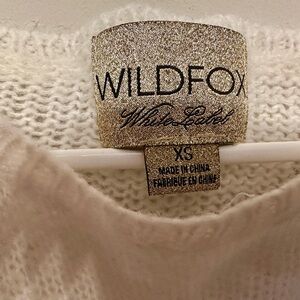 WILDFOX
White Label
XS
MADE IN CHINA
FABRIQUÉ EN CHINE